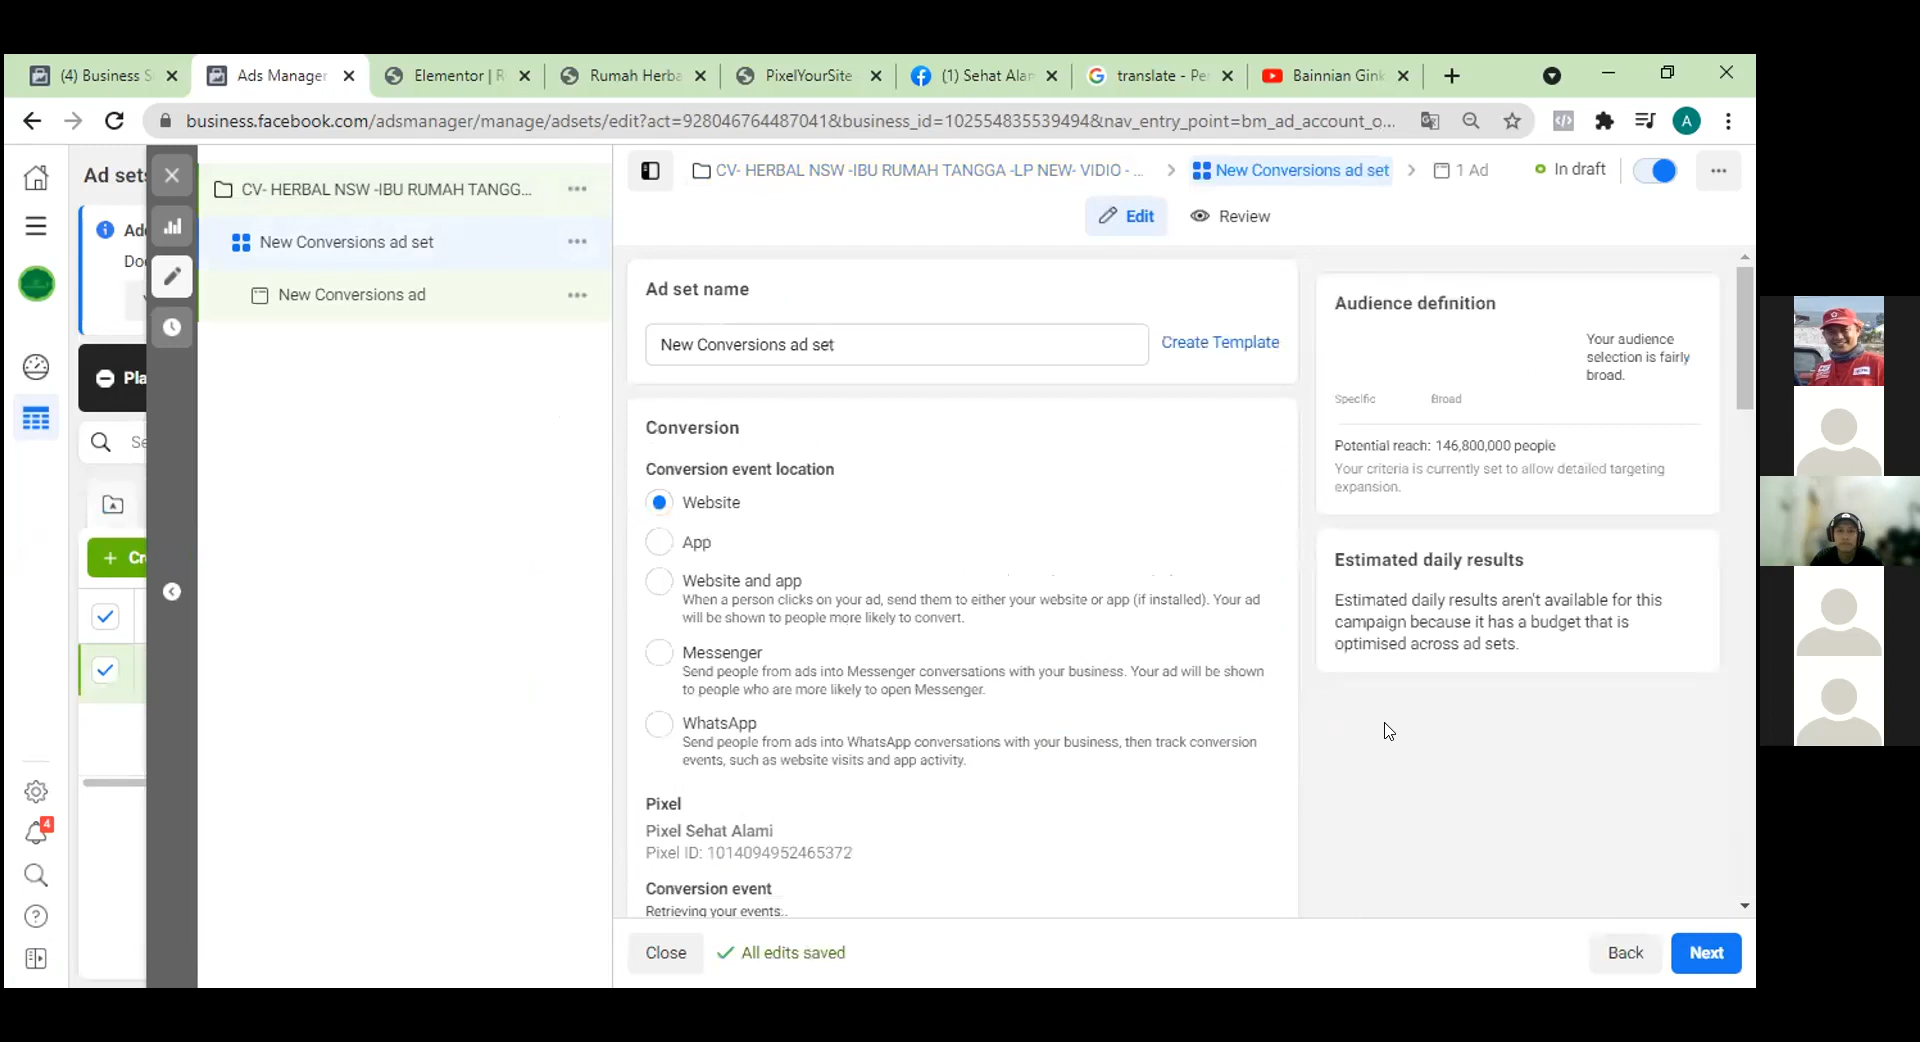 (4) Business S
Ads Manager
Elementor | R
Rumah Herba
PixelYourSite
(1) Sehat Alam
translate - Pe
Bainnian Gink
business.facebook.com/adsmanager/manage/adsets/edit?act=928046764487041&business_id=102554835539494&nav_entry_point=bm_ad_account_o...
A
Ad sets
CV- HERBAL NSW -IBU RUMAH TANGG...
New Conversions ad set
New Conversions ad
Pla
Se
+ Cre
4
CV- HERBAL NSW -IBU RUMAH TANGGA -LP NEW- VIDIO - ...
New Conversions ad set
1 Ad
In draft
Edit
Review
Ad set name
New Conversions ad set
Create Template
Conversion
Conversion event location
Website
App
Website and app
When a person clicks on your ad, send them to either your website or app (if installed). Your ad
will be shown to people more likely to convert.
Messenger
Send people from ads into Messenger conversations with your business. Your ad will be shown
to people who are more likely to open Messenger.
WhatsApp
Send people from ads into WhatsApp conversations with your business, then track conversion
events, such as website visits and app activity.
Pixel
Pixel Sehat Alami
Pixel ID: 1014094952465372
Conversion event
Retrieving your events..
Audience definition
Your audience
selection is fairly
broad.
Specific
Broad
Potential reach: 146,800,000 people
Your criteria is currently set to allow detailed targeting
expansion.
Estimated daily results
Estimated daily results aren't available for this
campaign because it has a budget that is
optimised across ad sets.
Close
All edits saved
Back
Next